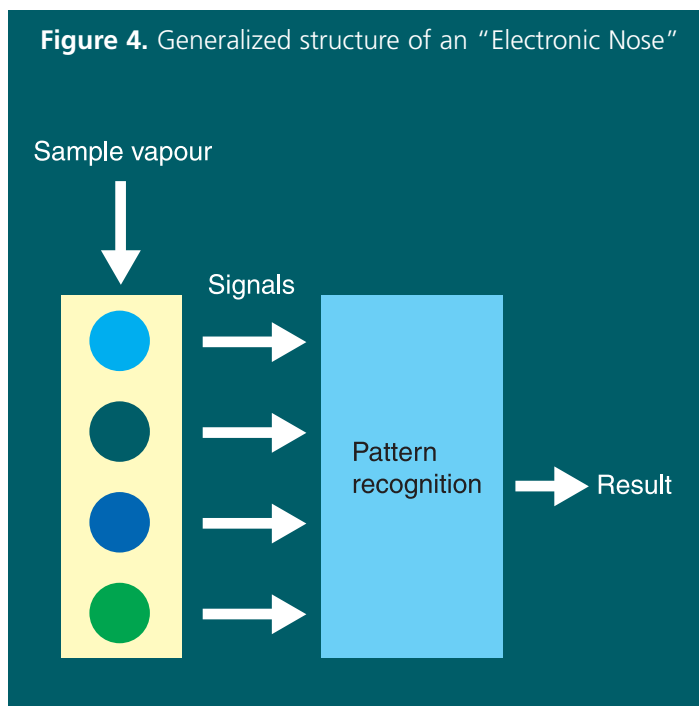 Figure 4. Generalized structure of an “Electronic Nose”
Sample vapour
Signals
Pattern
recognition
Result